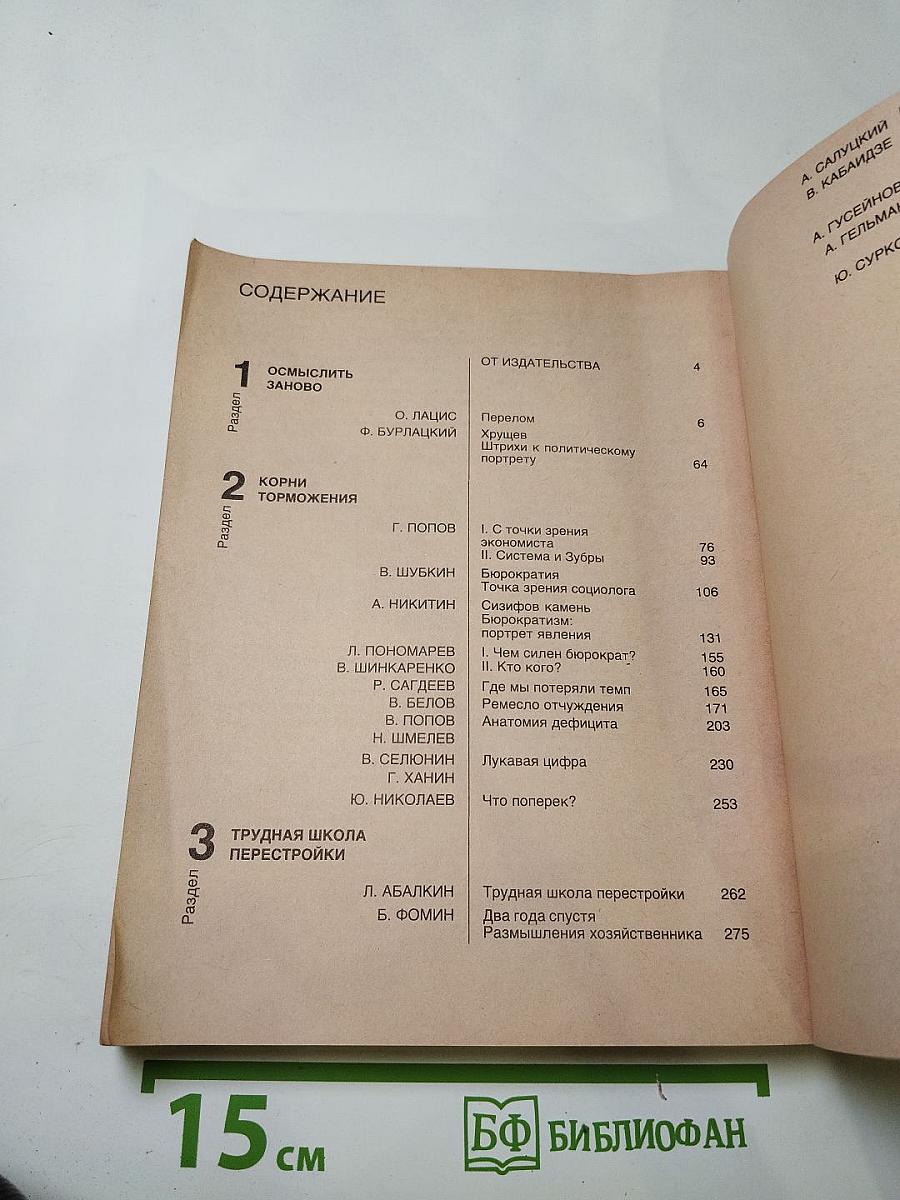 СОДЕРЖАНИЕ
ОТ ИЗДАТЕЛЬСТВА 4
Раздел 1 ОСМЫСЛИТЬ
ЗАНОВО
О. ЛАЦИС Перелом 6
Ф. БУРЛАЦКИЙ Хрущев
Штрихи к политическому
портрету 64
Раздел 2 КОРНИ
ТОРМОЖЕНИЯ
Г. ПОПОВ I. С точки зрения
экономиста 76
II. Система и Зубры 93
В. ШУБКИН Бюрократия
Точка зрения социолога 106
А. НИКИТИН Сизифов камень
Бюрократизм:
портрет явления 131
Л. ПОНОМАРЕВ I. Чем силен бюрократ? 155
В. ШИНКАРЕНКО II. Кто кого? 160
Р. САГДЕЕВ Где мы потеряли темп 165
В. БЕЛОВ Ремесло отчуждения 171
В. ПОПОВ Анатомия дефицита 203
Н. ШМЕЛЕВ
В. СЕЛЮНИН Лукавая цифра 230
Г. ХАНИН
Ю. НИКОЛАЕВ Что поперек? 253
Раздел 3 ТРУДНАЯ ШКОЛА
ПЕРЕСТРОЙКИ
Л. АБАЛКИН Трудная школа перестройки 262
Б. ФОМИН Два года спустя
Размышления хозяйственника 275
А. САЛУЦКИЙ
В. КАБАИДЗЕ
А. ГУСЕЙНОВ
А. ГЕЛЬМАН
Ю. СУРКО
15 см
БФ БИБЛИОФАН